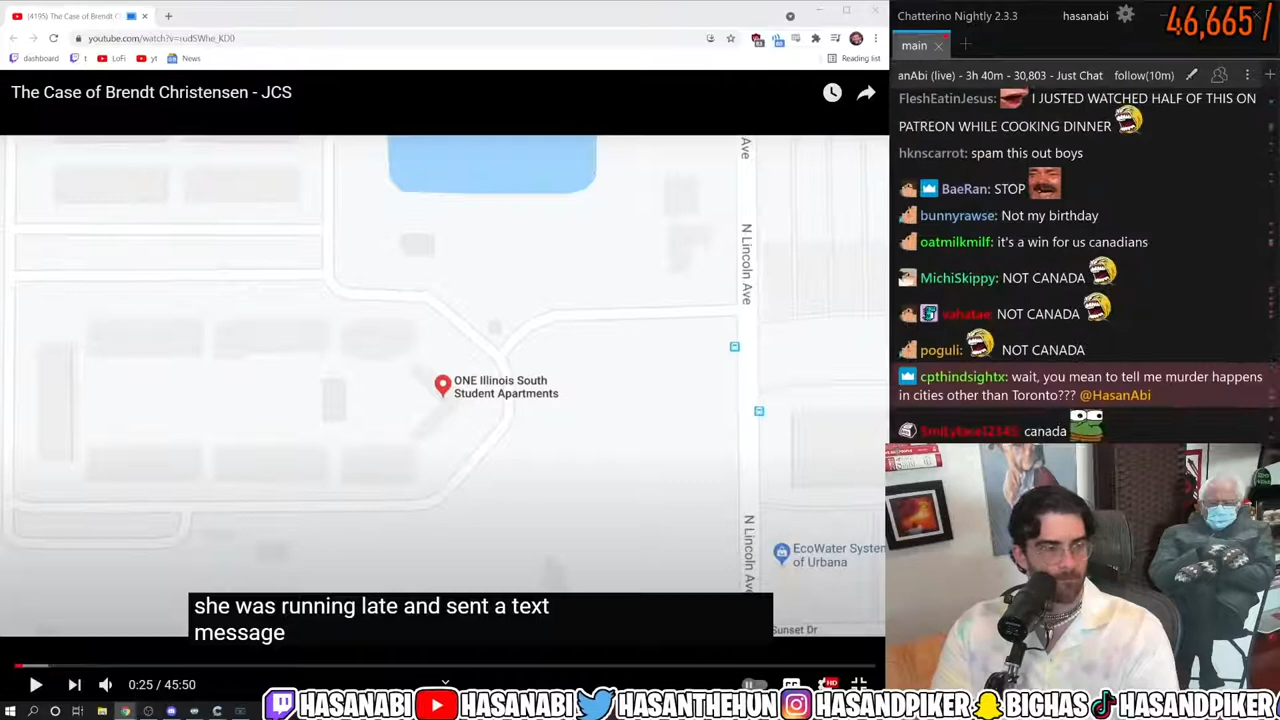 (4195) The Case of Brendt C
youtube.com/watch?v=rudSWhe_KD0
dashboard
t
LoFi
yt
News
Reading list
The Case of Brendt Christensen - JCS
Ave
N Lincoln Ave
ONE Illinois South
Student Apartments
N Lincoln Ave
EcoWater System
of Urbana
Sunset Dr
she was running late and sent a text
message
0:25 / 45:50
HD
Chatterino Nightly 2.3.3
hasanabi
46,665 /
main
anAbi (live) - 3h 40m - 30,803 - Just Chat
follow(10m)
FleshEatinJesus: I JUSTED WATCHED HALF OF THIS ON
PATREON WHILE COOKING DINNER
hknscarrot: spam this out boys
BaeRan: STOP
bunnyrawse: Not my birthday
oatmilkmilf: it's a win for us canadians
MichiSkippy: NOT CANADA
vahatae: NOT CANADA
poguli: NOT CANADA
cpthindsightx: wait, you mean to tell me murder happens
in cities other than Toronto??? @HasanAbi
canada
HASANABI
HASANABI
HASANTHEHUN
HASANDPIKER
BIGHAS
HASANDPIKER